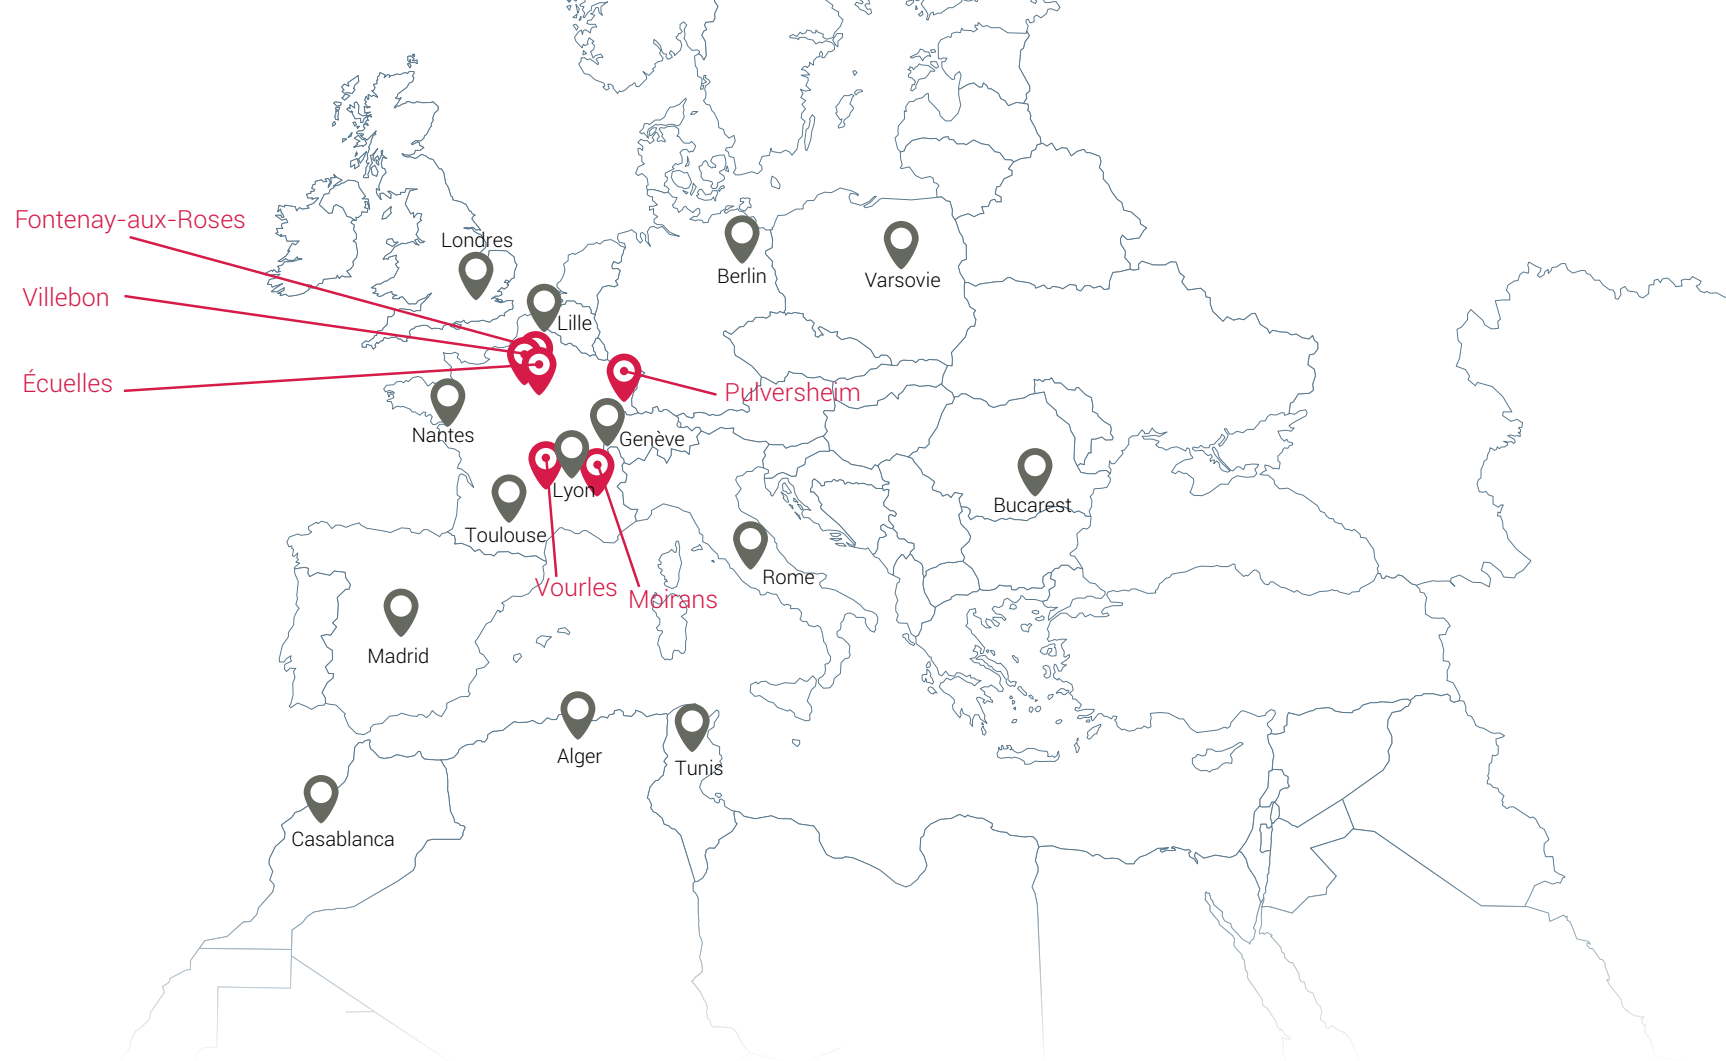 Fontenay-aux-Roses
Londres
Berlin
Varsovie
Villebon
Lille
Écuelles
Pulversheim
Nantes
Genève
Lyon
Bucarest
Toulouse
Rome
Vourles
Moirans
Madrid
Alger
Tunis
Casablanca